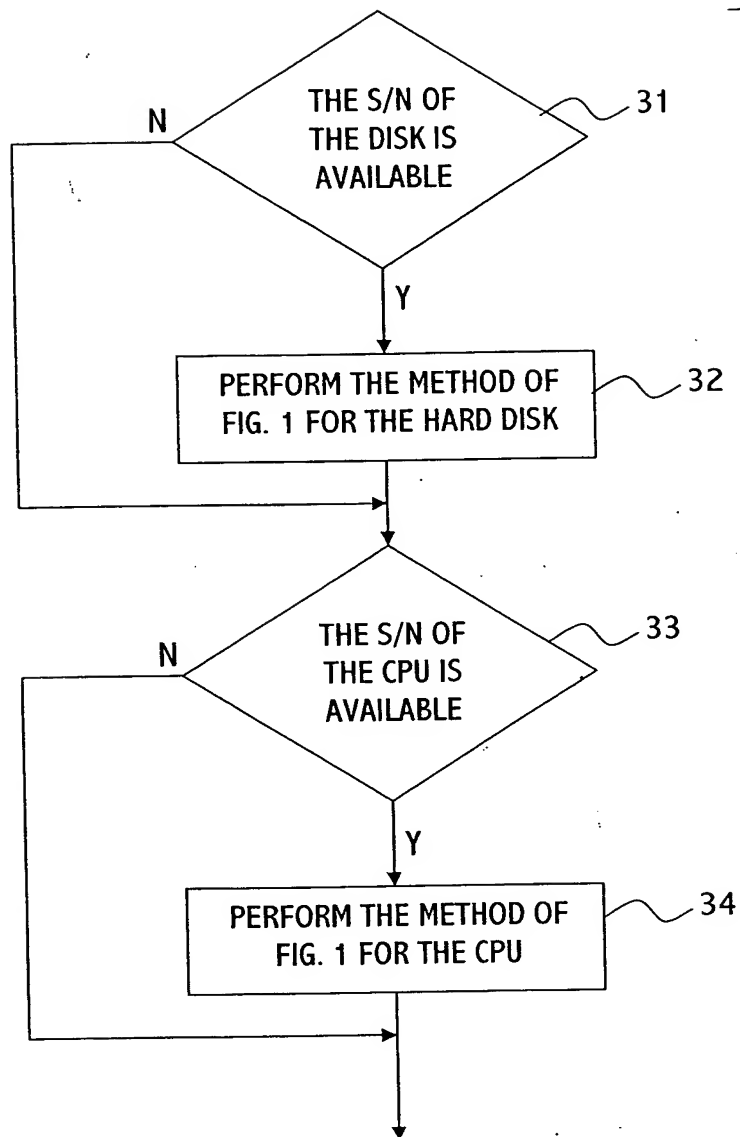 THE S/N OF
THE DISK IS
AVAILABLE
31
N
Y
PERFORM THE METHOD OF
FIG. 1 FOR THE HARD DISK
32
THE S/N OF
THE CPU IS
AVAILABLE
33
N
Y
PERFORM THE METHOD OF
FIG. 1 FOR THE CPU
34